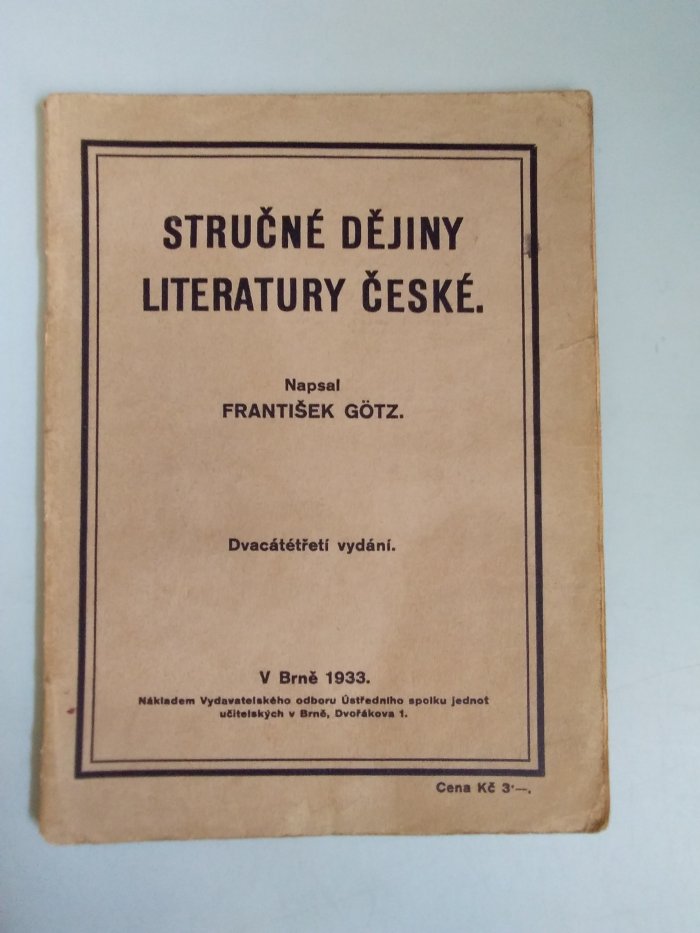 STRUČNÉ DĚJINY
LITERATURY ČESKÉ.
Napsal
FRANTIŠEK GÖTZ.
Dvacátétřetí vydání.
V Brně 1933.
Nákladem Vydavatelského odboru Ústředního spolku jednot
učitelských v Brně, Dvořákova 1.
Cena Kč 3·—.